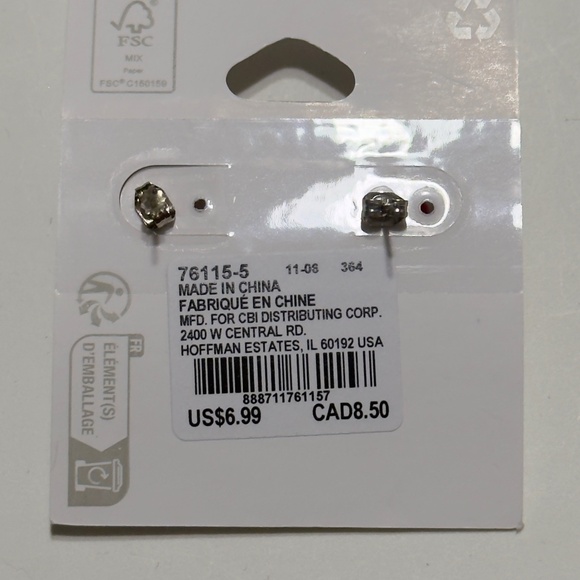 FSC
MIX
Paper
FSC® C180159
76115-5 11-08 364
MADE IN CHINA
FABRIQUÉ EN CHINE
MFD. FOR CBI DISTRIBUTING CORP.
2400 W CENTRAL RD.
HOFFMAN ESTATES, IL 60192 USA
888711761157
US$6.99 CAD8.50
FR
ÉLÉMENT(S)
D'EMBALLAGE